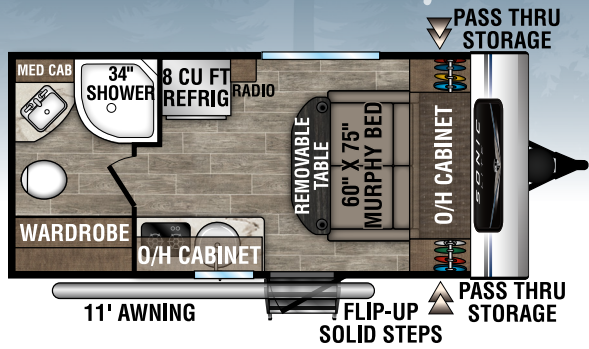 PASS THRU
STORAGE
MED CAB
34"
SHOWER
8 CU FT
REFRIG
RADIO
REMOVABLE
TABLE
60" X 75"
MURPHY BED
O/H CABINET
SONIC
WARDROBE
O/H CABINET
11' AWNING
FLIP-UP
SOLID STEPS
PASS THRU
STORAGE